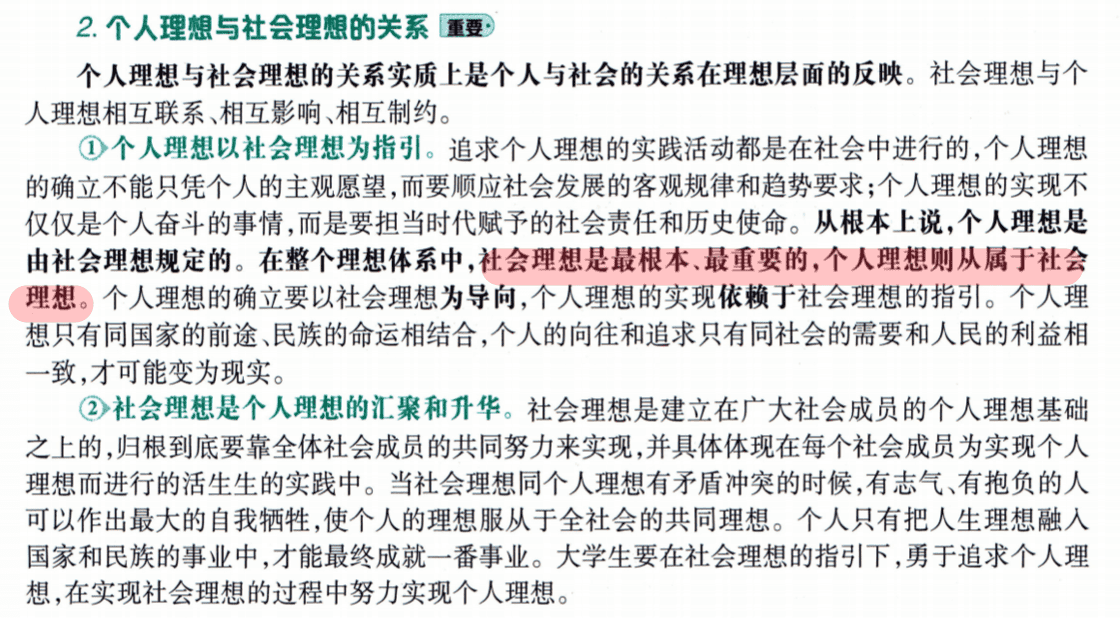 2. 个人理想与社会理想的关系 重要
个人理想与社会理想的关系实质上是个人与社会的关系在理想层面的反映。社会理想与个
人理想相互联系、相互影响、相互制约。
①个人理想以社会理想为指引。追求个人理想的实践活动都是在社会中进行的,个人理想
的确立不能只凭个人的主观愿望,而要顺应社会发展的客观规律和趋势要求;个人理想的实现不
仅仅是个人奋斗的事情,而是要担当时代赋予的社会责任和历史使命。从根本上说,个人理想是
由社会理想规定的。在整个理想体系中,社会理想是最根本、最重要的,个人理想则从属于社会
理想。个人理想的确立要以社会理想为导向,个人理想的实现依赖于社会理想的指引。个人理
想只有同国家的前途、民族的命运相结合,个人的向往和追求只有同社会的需要和人民的利益相
一致,才可能变为现实。
②社会理想是个人理想的汇聚和升华。社会理想是建立在广大社会成员的个人理想基础
之上的,归根到底要靠全体社会成员的共同努力来实现,并具体体现在每个社会成员为实现个人
理想而进行的活生生的实践中。当社会理想同个人理想有矛盾冲突的时候,有志气、有抱负的人
可以作出最大的自我牺牲,使个人的理想服从于全社会的共同理想。个人只有把人生理想融入
国家和民族的事业中,才能最终成就一番事业。大学生要在社会理想的指引下,勇于追求个人理
想,在实现社会理想的过程中努力实现个人理想。